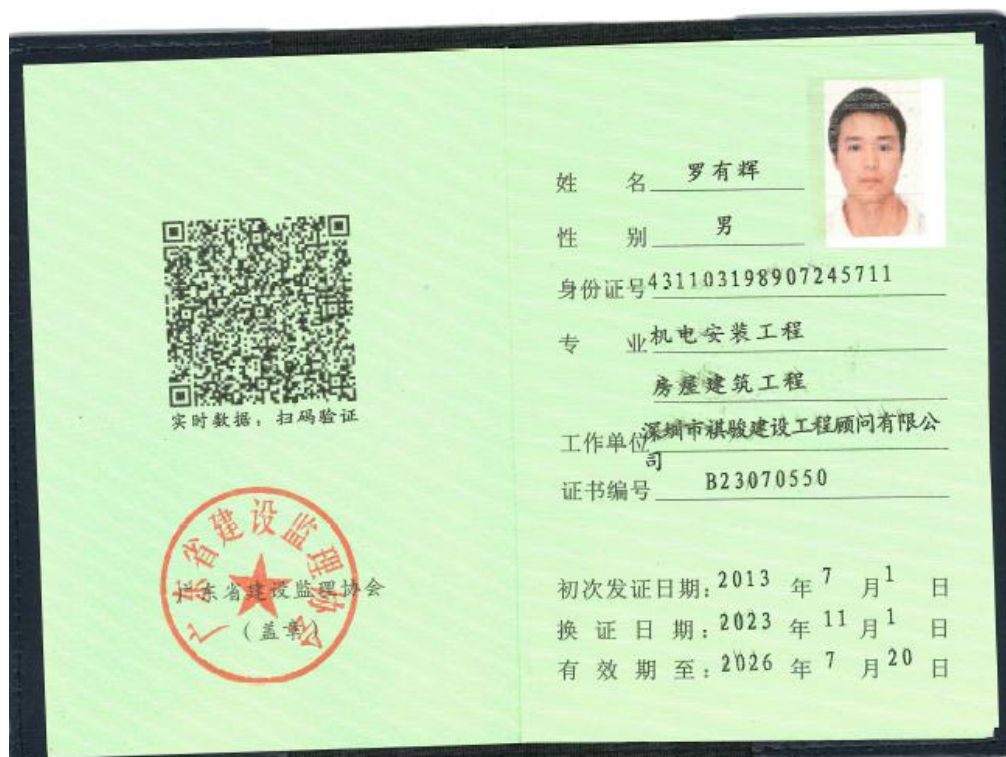 实时数据：扫码验证
广东省建设监理协会
广东省建设监理协会
（盖章）
姓 名 罗有辉
性 别 男
身份证号 431103198907245711
专 业 机电安装工程
房屋建筑工程
工作单位 深圳市祺骏建设工程顾问有限公
司
证书编号 B23070550
初次发证日期：2013 年 7 月 1 日
换 证 日 期：2023 年 11 月 1 日
有 效 期 至：2026 年 7 月 20 日